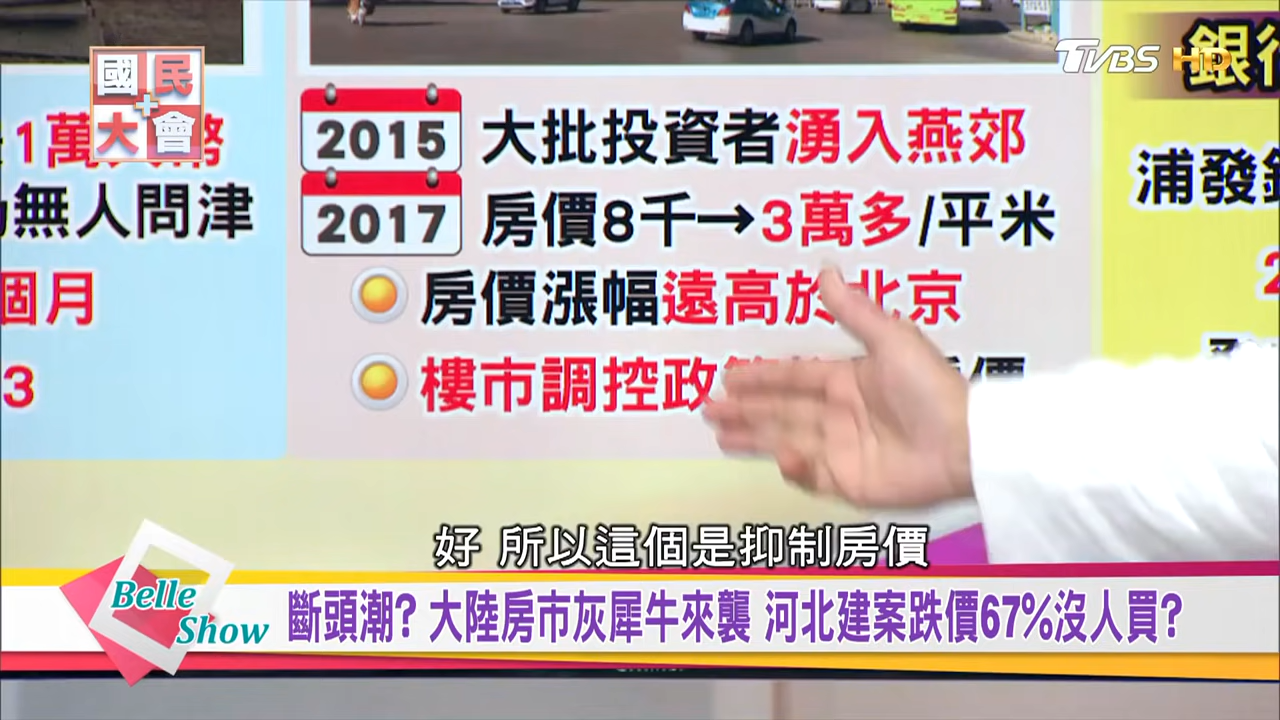 國民
大會
TVBS HD
銀
1萬 幣
無人問津
個月
3
2015 大批投資者湧入燕郊
2017 房價8千→3萬多/平米
房價漲幅遠高於北京
樓市調控政
浦發
2
好 所以這個是抑制房價
Belle
Show
斷頭潮? 大陸房市灰犀牛來襲 河北建案跌價67%沒人買?